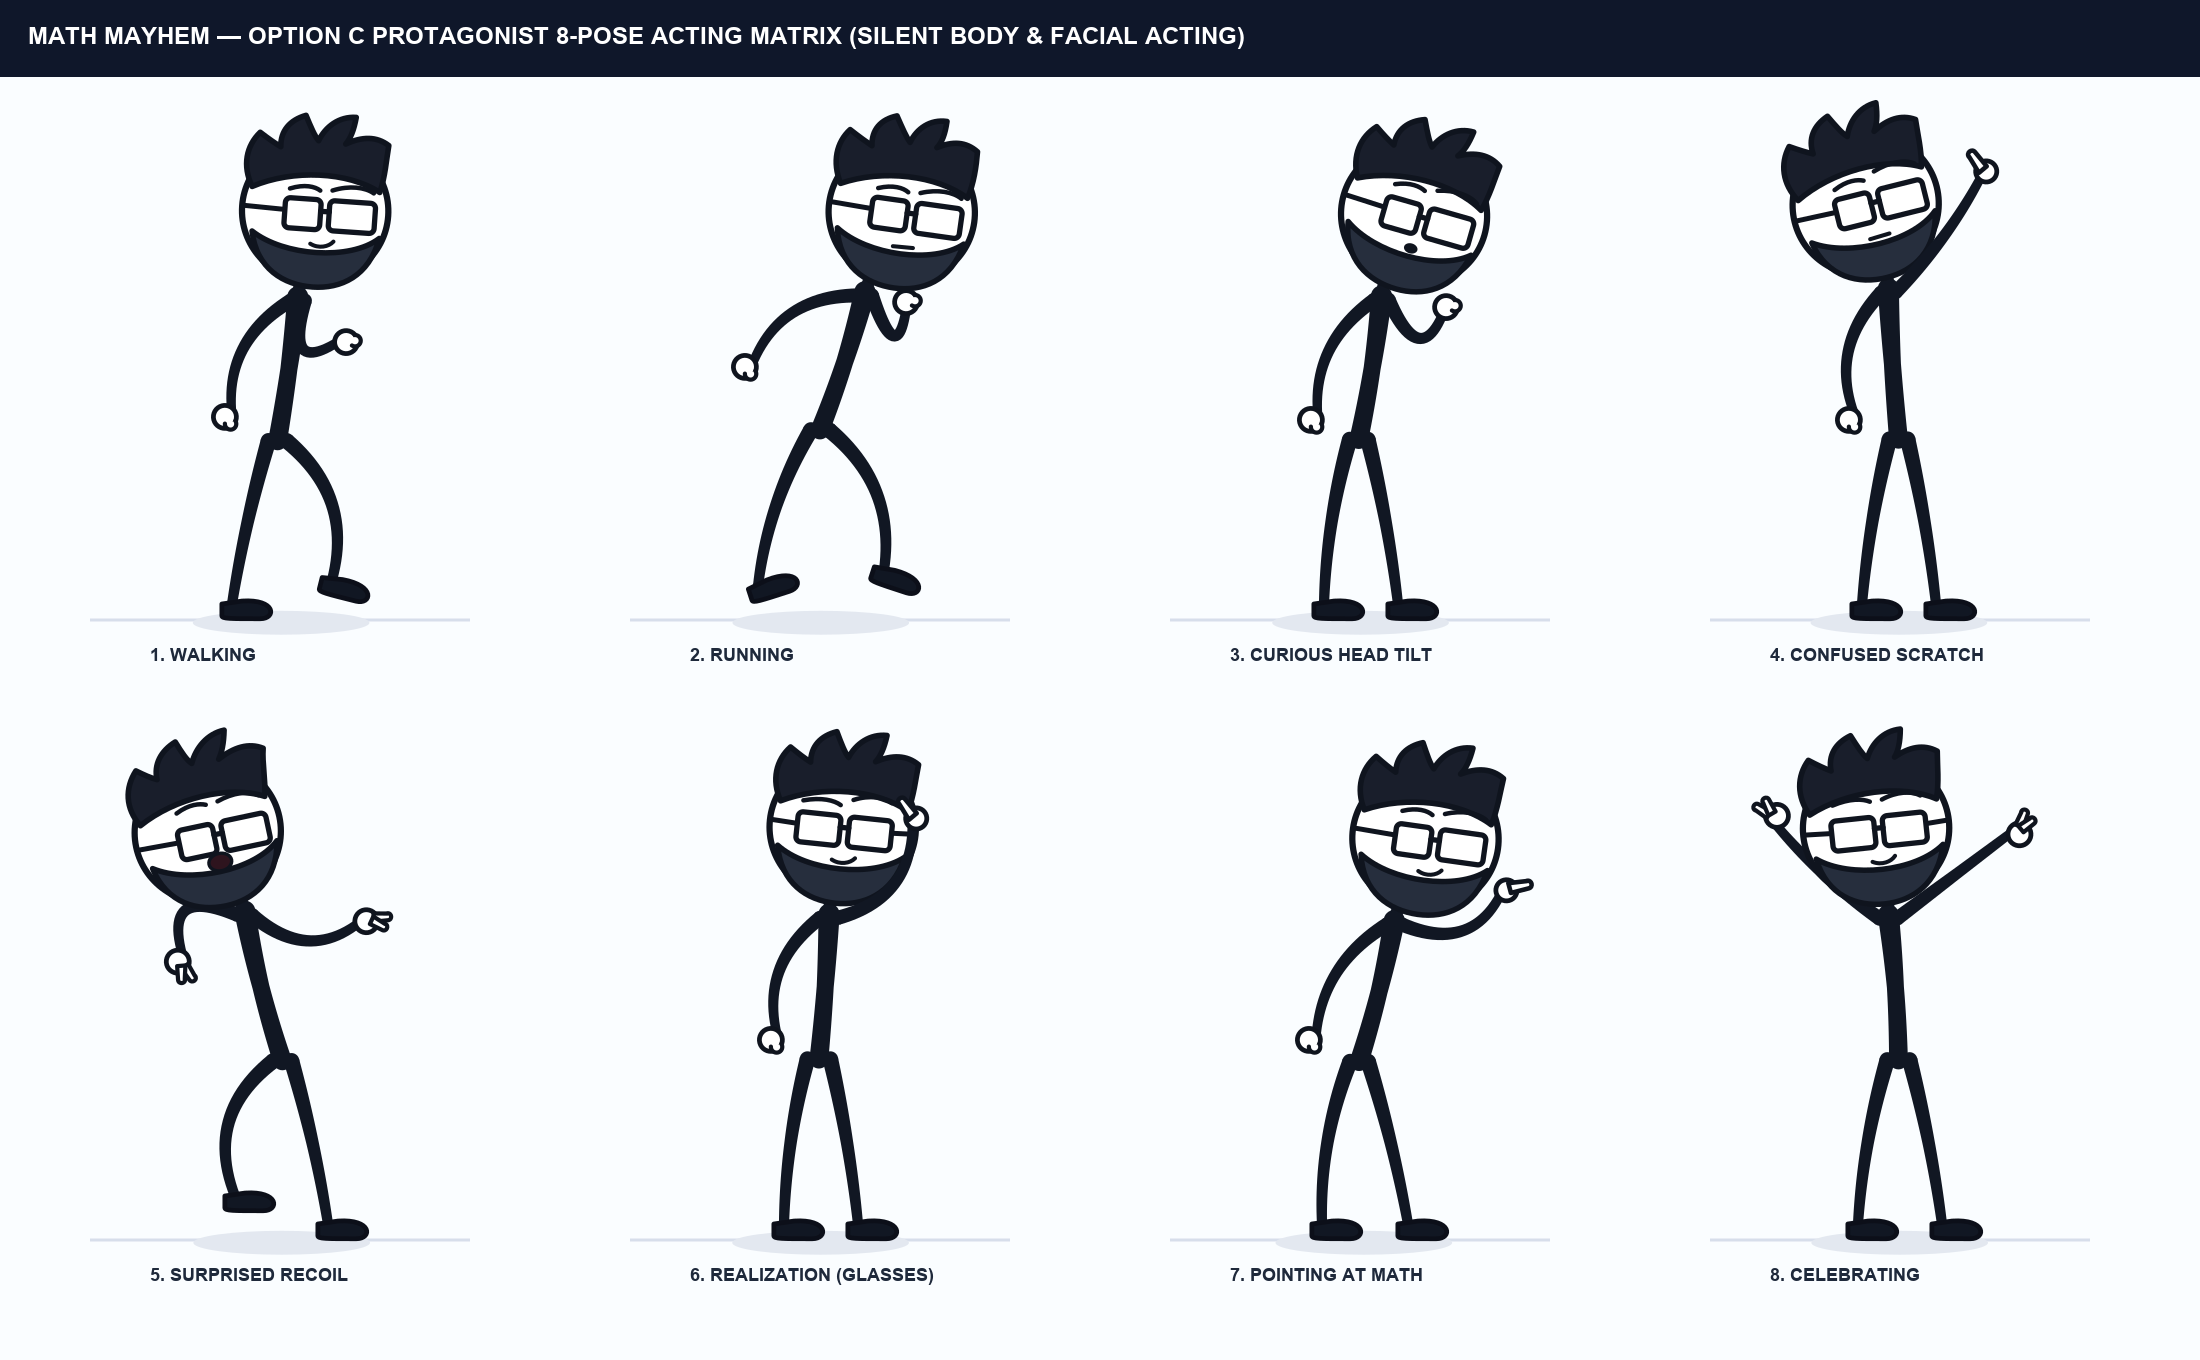 MATH MAYHEM — OPTION C PROTAGONIST 8-POSE ACTING MATRIX (SILENT BODY & FACIAL ACTING)
1. WALKING
2. RUNNING
3. CURIOUS HEAD TILT
4. CONFUSED SCRATCH
5. SURPRISED RECOIL
6. REALIZATION (GLASSES)
7. POINTING AT MATH
8. CELEBRATING